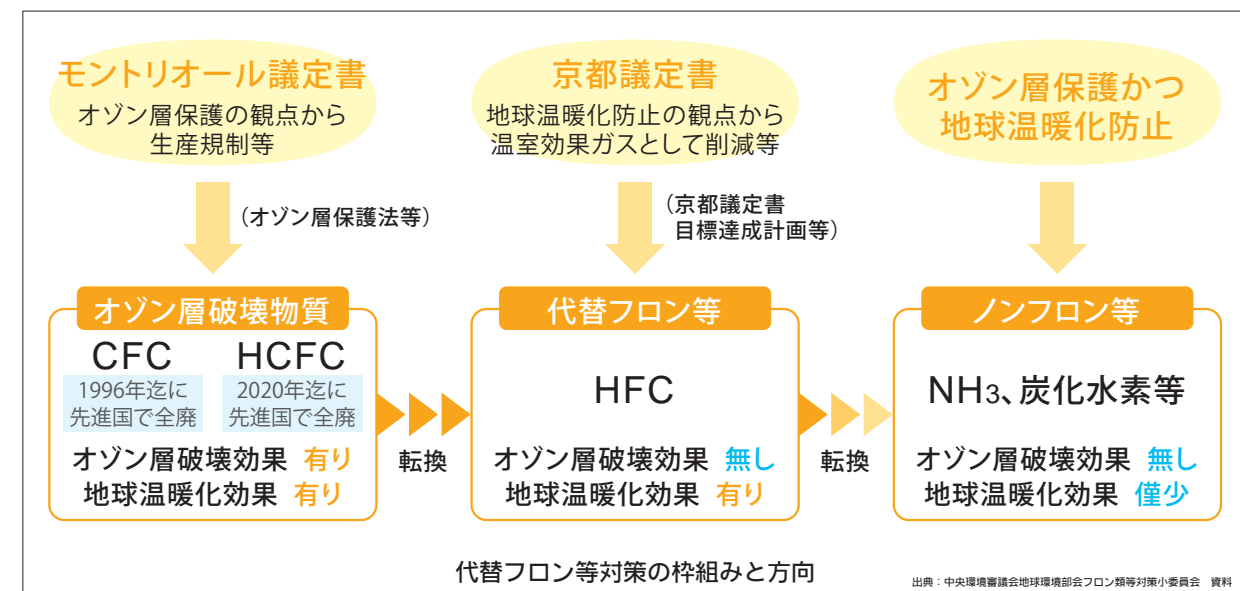 モントリオール議定書
オゾン層保護の観点から
生産規制等
(オゾン層保護法等)
オゾン層破壊物質
CFC
1996年迄に
先進国で全廃
HCFC
2020年迄に
先進国で全廃
オゾン層破壊効果 有り
地球温暖化効果 有り
転換
京都議定書
地球温暖化防止の観点から
温室効果ガスとして削減等
(京都議定書
目標達成計画等)
代替フロン等
HFC
オゾン層破壊効果 無し
地球温暖化効果 有り
転換
オゾン層保護かつ
地球温暖化防止
ノンフロン等
NH3、炭化水素等
オゾン層破壊効果 無し
地球温暖化効果 僅少
代替フロン等対策の枠組みと方向
出典：中央環境審議会地球環境部会フロン類等対策小委員会 資料